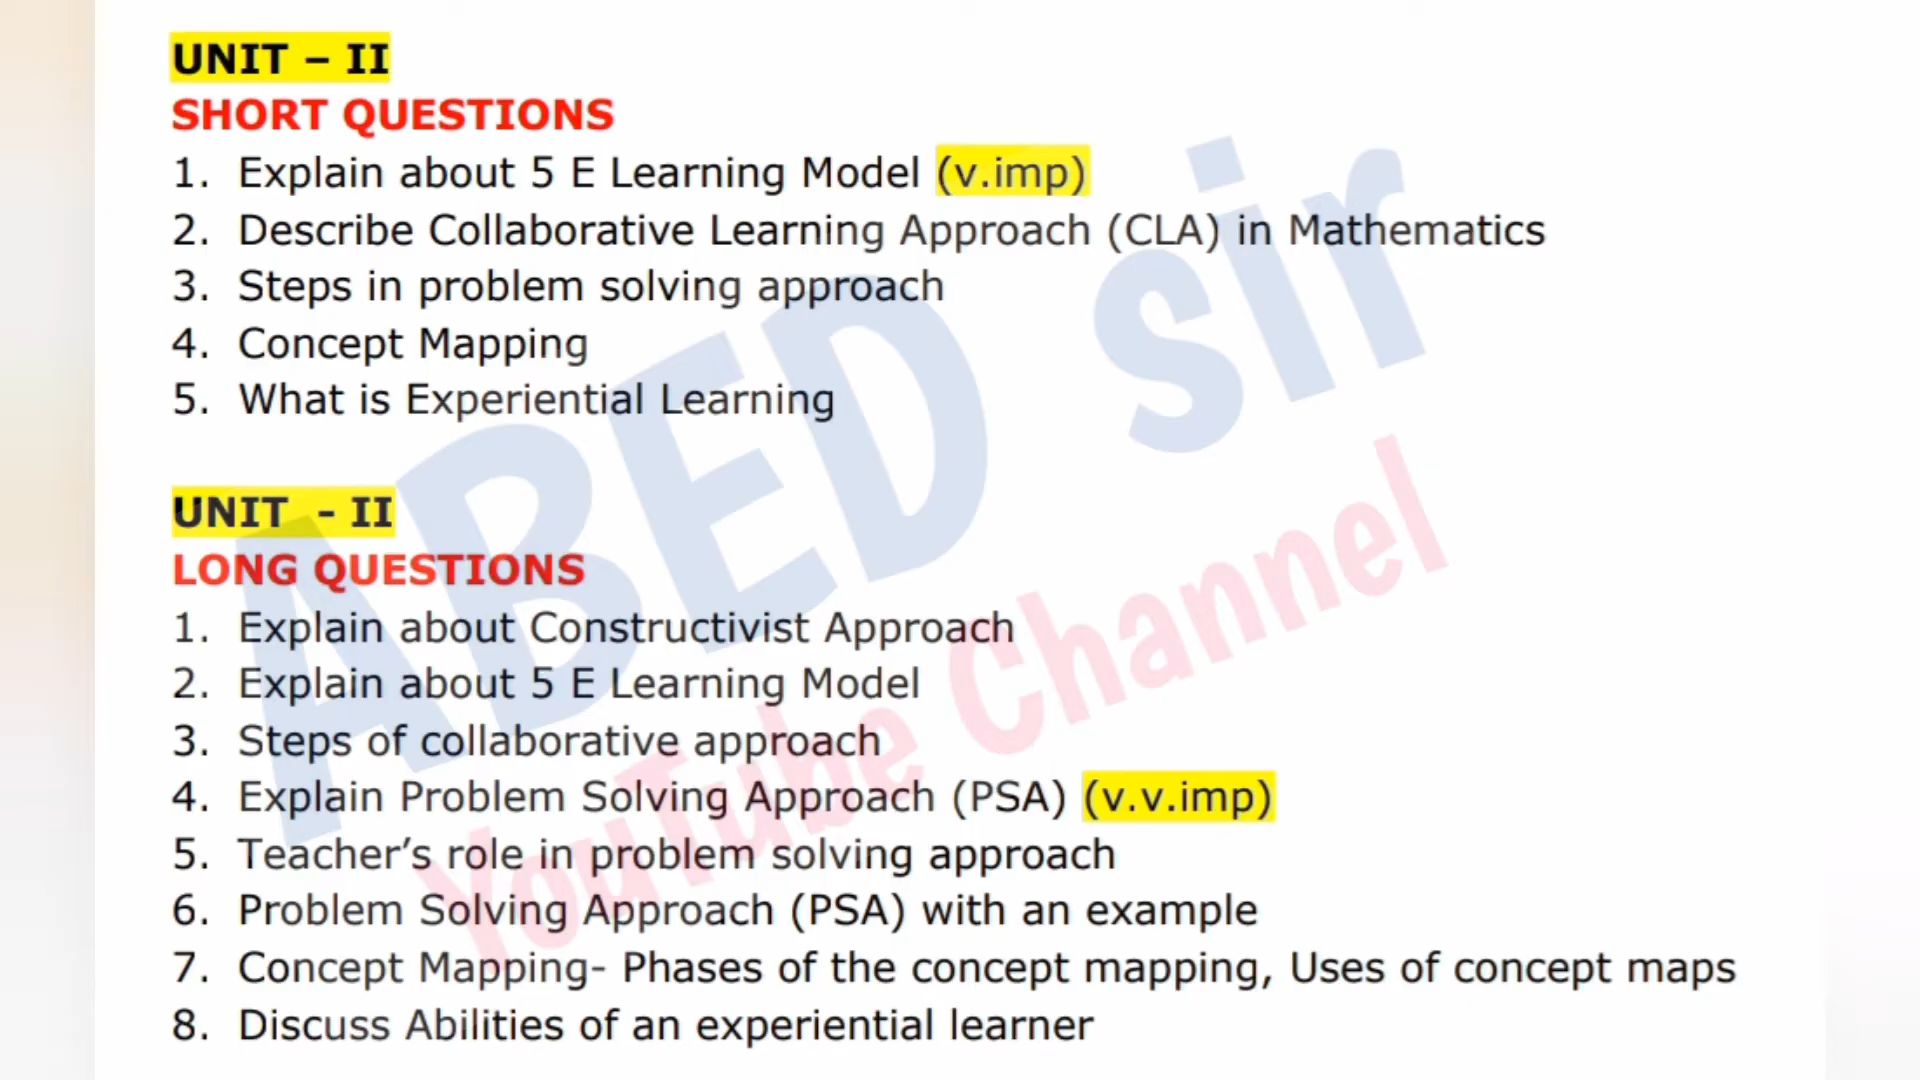 UNIT – II
SHORT QUESTIONS
1. Explain about 5 E Learning Model (v.imp)
2. Describe Collaborative Learning Approach (CLA) in Mathematics
3. Steps in problem solving approach
4. Concept Mapping
5. What is Experiential Learning
UNIT - II
LONG QUESTIONS
1. Explain about Constructivist Approach
2. Explain about 5 E Learning Model
3. Steps of collaborative approach
4. Explain Problem Solving Approach (PSA) (v.v.imp)
5. Teacher’s role in problem solving approach
6. Problem Solving Approach (PSA) with an example
7. Concept Mapping- Phases of the concept mapping, Uses of concept maps
8. Discuss Abilities of an experiential learner
ABED sir
YouTube Channel